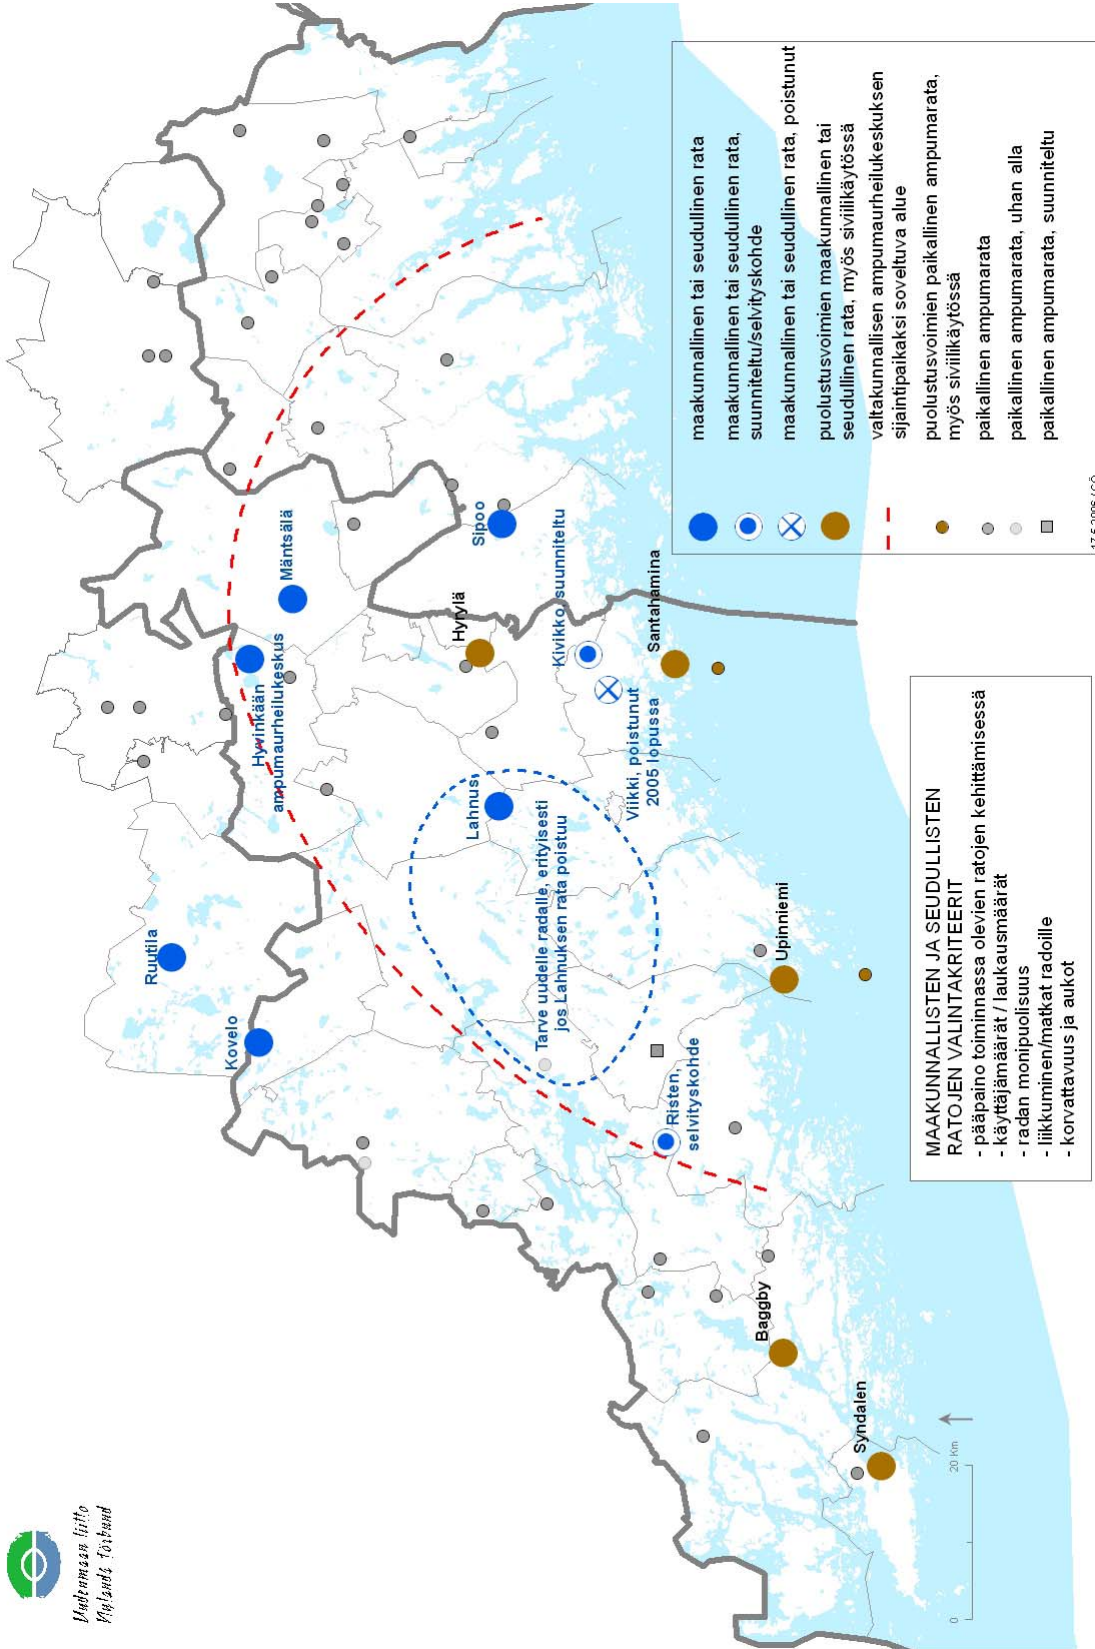 Uudenmaan liitto
Nylands förbund
Ruutila
Kovelo
Hyvinkään
ampumaurheilukeskus
Mäntsälä
Sipoo
Hyrylä
Kivikko, suunniteltu
Viikki, poistunut
2005 lopussa
Santahamina
Lahnus
Tarve uudelle radalle, erityisesti
jos Lahnuksen rata poistuu
Risten,
selvityskohde
Upinniemi
Baggby
Syndalen
0
20 Km
MAAKUNNALLISTEN JA SEUDULLISTEN
RATOJEN VALINTAKRITEERIT
- pääpaino toiminnassa olevien ratojen kehittämisessä
- käyttäjämäärät / laukausmäärät
- radan monipuolisuus
- liikkuminen/matkat radoille
- korvattavuus ja aukot
maakunnallinen tai seudullinen rata
maakunnallinen tai seudullinen rata,
suunniteltu/selvityskohde
maakunnallinen tai seudullinen rata, poistunut
puolustusvoimien maakunnallinen tai
seudullinen rata, myös siviilikäytössä
valtakunnallisen ampumaurheilukeskuksen
sijaintipaikaksi soveltuva alue
puolustusvoimien paikallinen ampumarata,
myös siviilikäytössä
paikallinen ampumarata
paikallinen ampumarata, uhan alla
paikallinen ampumarata, suunniteltu